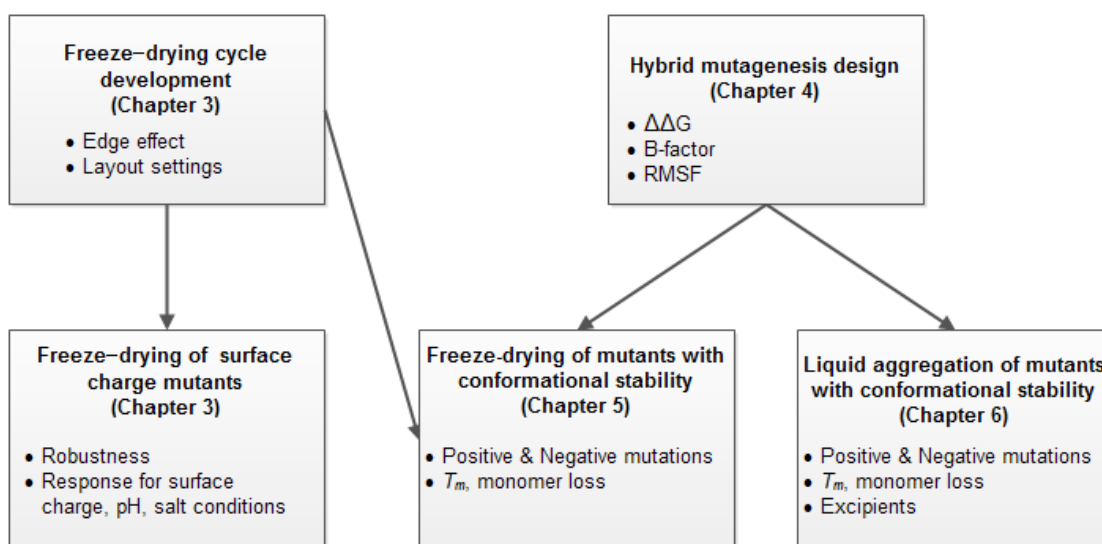 Freeze−drying cycle
development
(Chapter 3)
• Edge effect
• Layout settings
Hybrid mutagenesis design
(Chapter 4)
• ΔΔG
• B-factor
• RMSF
Freeze−drying of surface
charge mutants
(Chapter 3)
• Robustness
• Response for surface
charge, pH, salt conditions
Freeze-drying of mutants with
conformational stability
(Chapter 5)
• Positive & Negative mutations
• Tm, monomer loss
Liquid aggregation of mutants
with conformational stability
(Chapter 6)
• Positive & Negative mutations
• Tm, monomer loss
• Excipients